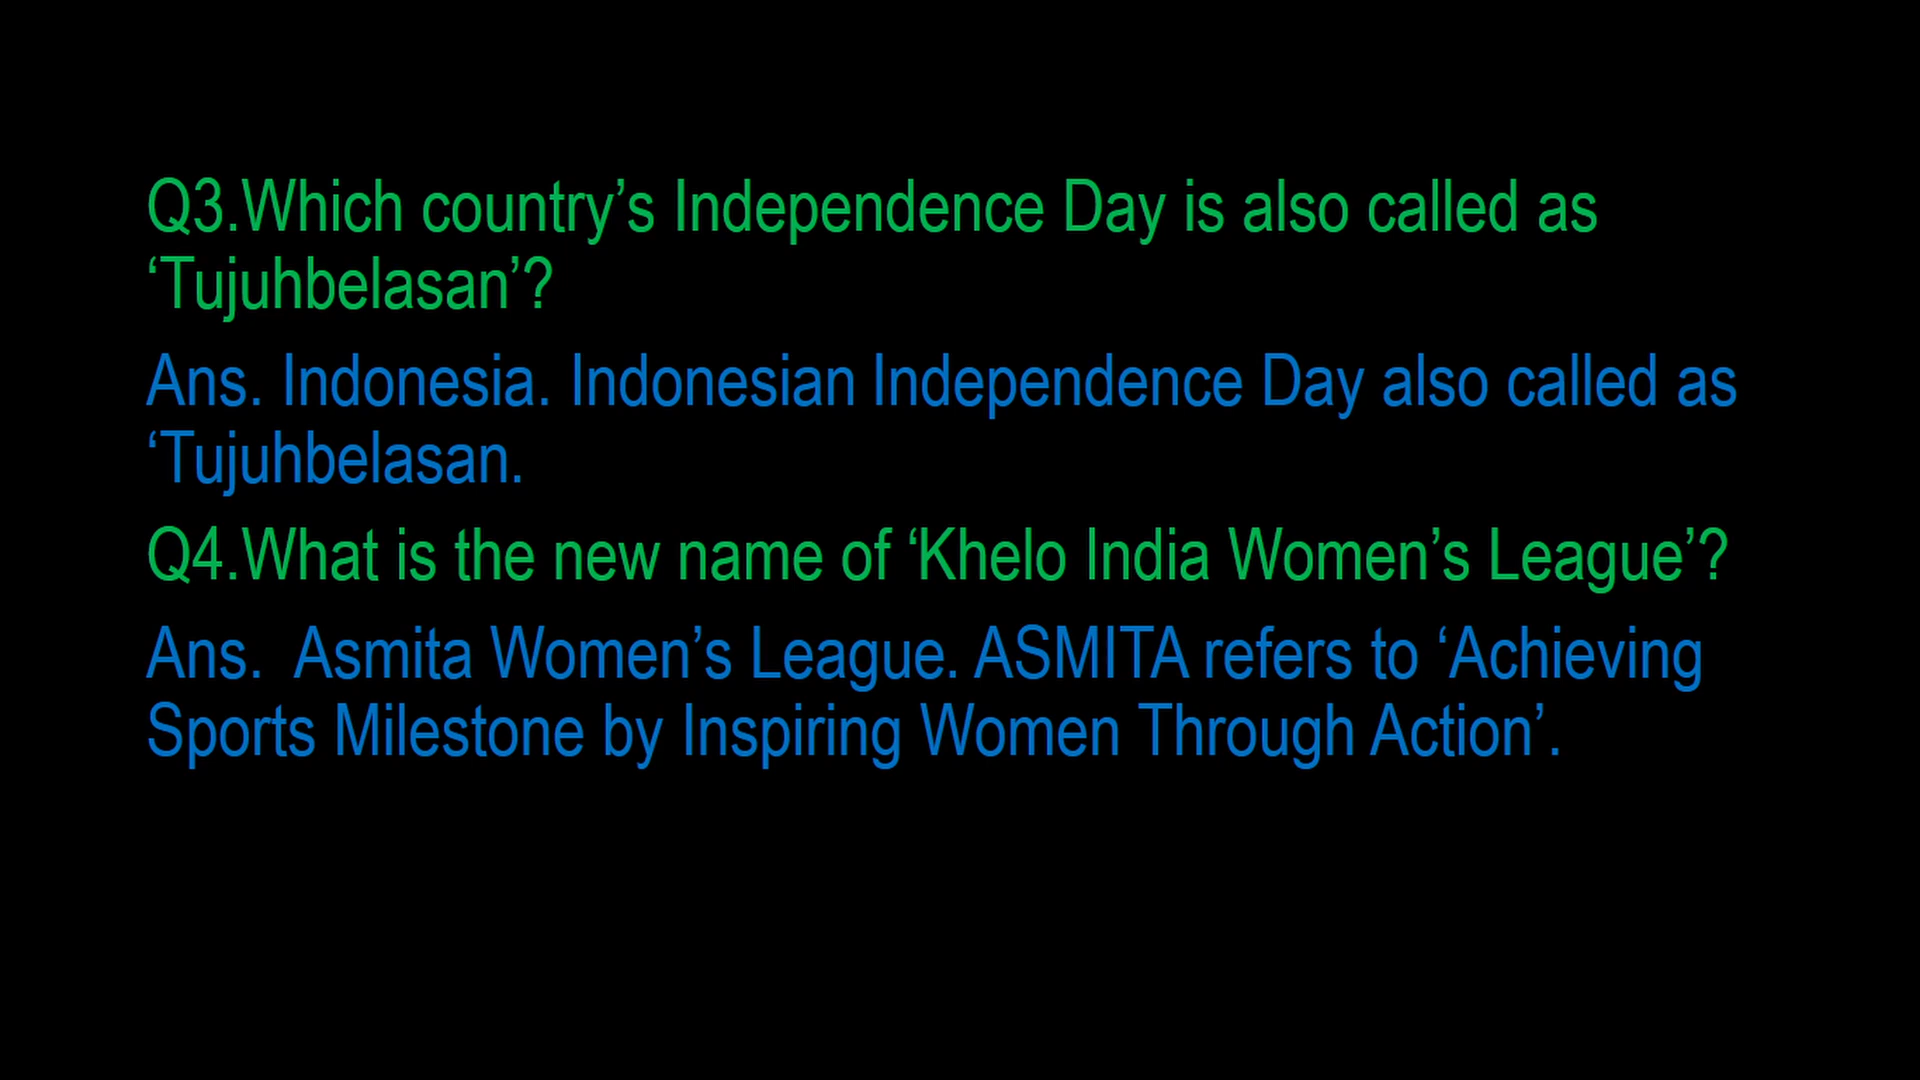 Q3.Which country’s Independence Day is also called as
‘Tujuhbelasan’?
Ans. Indonesia. Indonesian Independence Day also called as
‘Tujuhbelasan.
Q4.What is the new name of ‘Khelo India Women’s League’?
Ans.  Asmita Women’s League. ASMITA refers to ‘Achieving
Sports Milestone by Inspiring Women Through Action’.